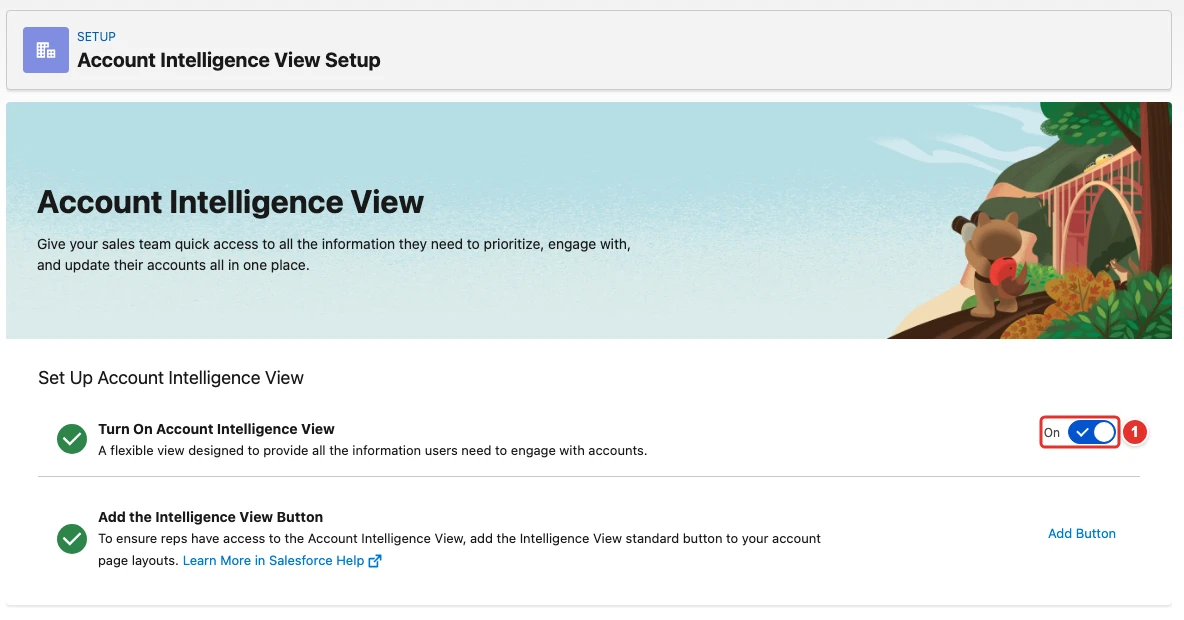 SETUP
Account Intelligence View Setup
Account Intelligence View
Give your sales team quick access to all the information they need to prioritize, engage with,
and update their accounts all in one place.
Set Up Account Intelligence View
Turn On Account Intelligence View
A flexible view designed to provide all the information users need to engage with accounts.
On
1
Add the Intelligence View Button
To ensure reps have access to the Account Intelligence View, add the Intelligence View standard button to your account
page layouts. Learn More in Salesforce Help
Add Button